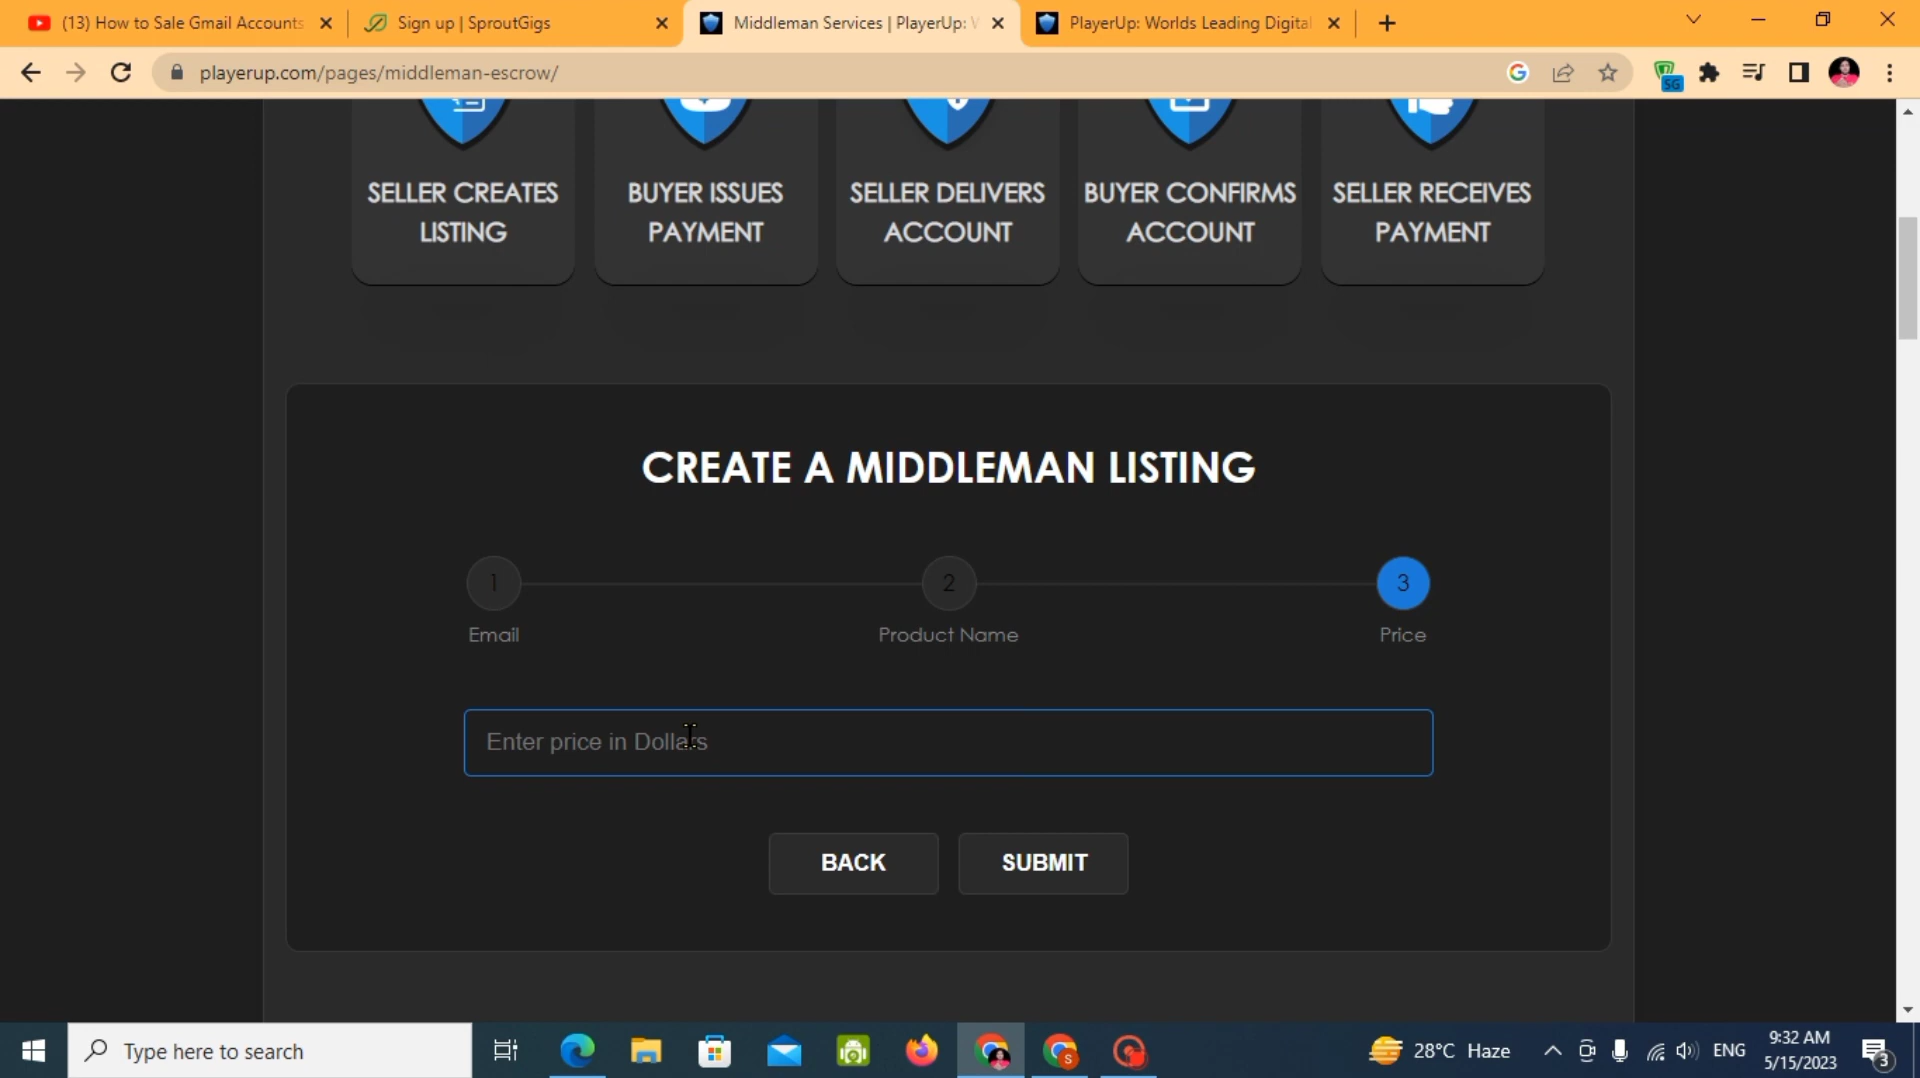 (13) How to Sale Gmail Accounts
Sign up | SproutGigs
Middleman Services | PlayerUp: W
PlayerUp: Worlds Leading Digital
playerup.com/pages/middleman-escrow/
5G
SELLER CREATES
LISTING
BUYER ISSUES
PAYMENT
SELLER DELIVERS
ACCOUNT
BUYER CONFIRMS
ACCOUNT
SELLER RECEIVES
PAYMENT
CREATE A MIDDLEMAN LISTING
1
2
3
Email
Product Name
Price
Enter price in Dollars
BACK
SUBMIT
Type here to search
S
28°C Haze
ENG
9:32 AM
5/15/2023
3